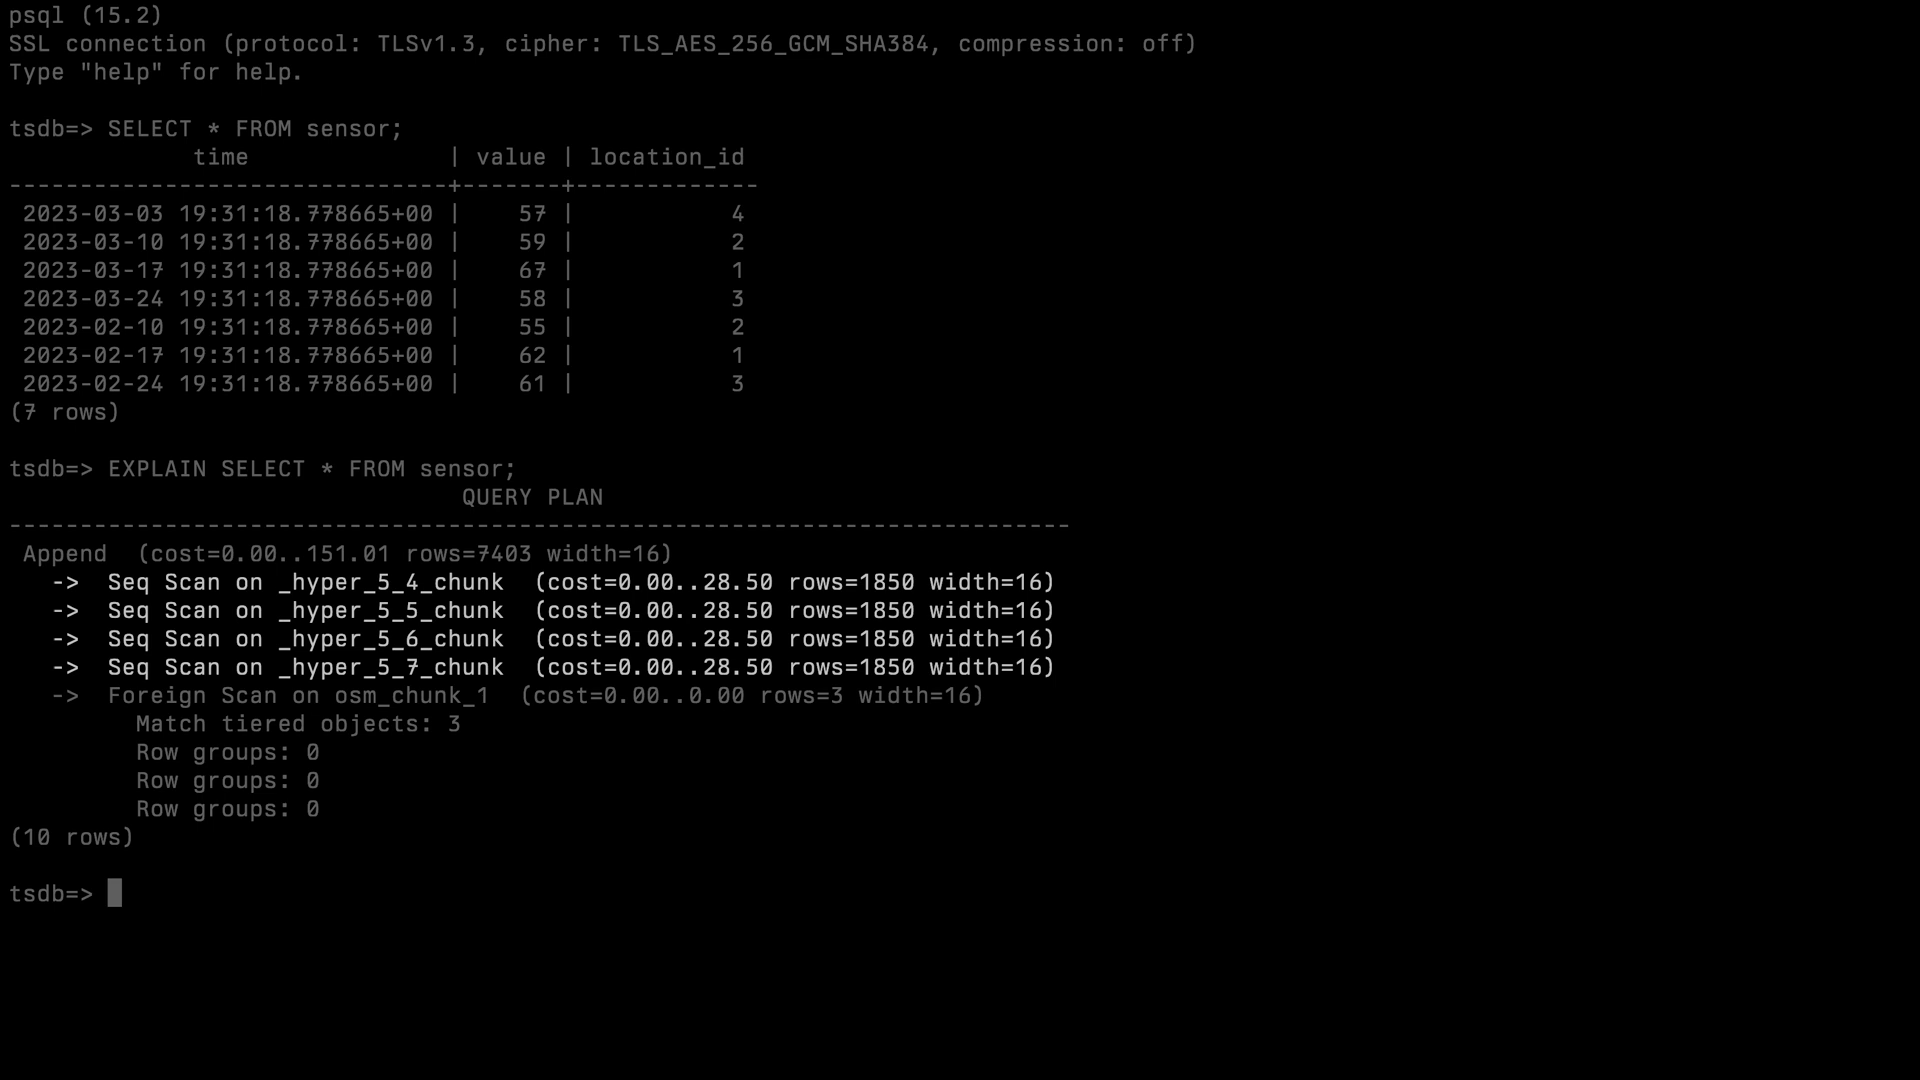 psql (15.2)
SSL connection (protocol: TLSv1.3, cipher: TLS_AES_256_GCM_SHA384, compression: off)
Type "help" for help.
tsdb=> SELECT * FROM sensor;
             time              | value | location_id
-------------------------------+-------+-------------
 2023-03-03 19:31:18.778665+00 |    57 |           4
 2023-03-10 19:31:18.778665+00 |    59 |           2
 2023-03-17 19:31:18.778665+00 |    67 |           1
 2023-03-24 19:31:18.778665+00 |    58 |           3
 2023-02-10 19:31:18.778665+00 |    55 |           2
 2023-02-17 19:31:18.778665+00 |    62 |           1
 2023-02-24 19:31:18.778665+00 |    61 |           3
(7 rows)
tsdb=> EXPLAIN SELECT * FROM sensor;
                                QUERY PLAN
---------------------------------------------------------------------------
 Append  (cost=0.00..151.01 rows=7403 width=16)
   ->  Seq Scan on _hyper_5_4_chunk  (cost=0.00..28.50 rows=1850 width=16)
   ->  Seq Scan on _hyper_5_5_chunk  (cost=0.00..28.50 rows=1850 width=16)
   ->  Seq Scan on _hyper_5_6_chunk  (cost=0.00..28.50 rows=1850 width=16)
   ->  Seq Scan on _hyper_5_7_chunk  (cost=0.00..28.50 rows=1850 width=16)
   ->  Foreign Scan on osm_chunk_1  (cost=0.00..0.00 rows=3 width=16)
         Match tiered objects: 3
         Row groups: 0
         Row groups: 0
         Row groups: 0
(10 rows)
tsdb=>